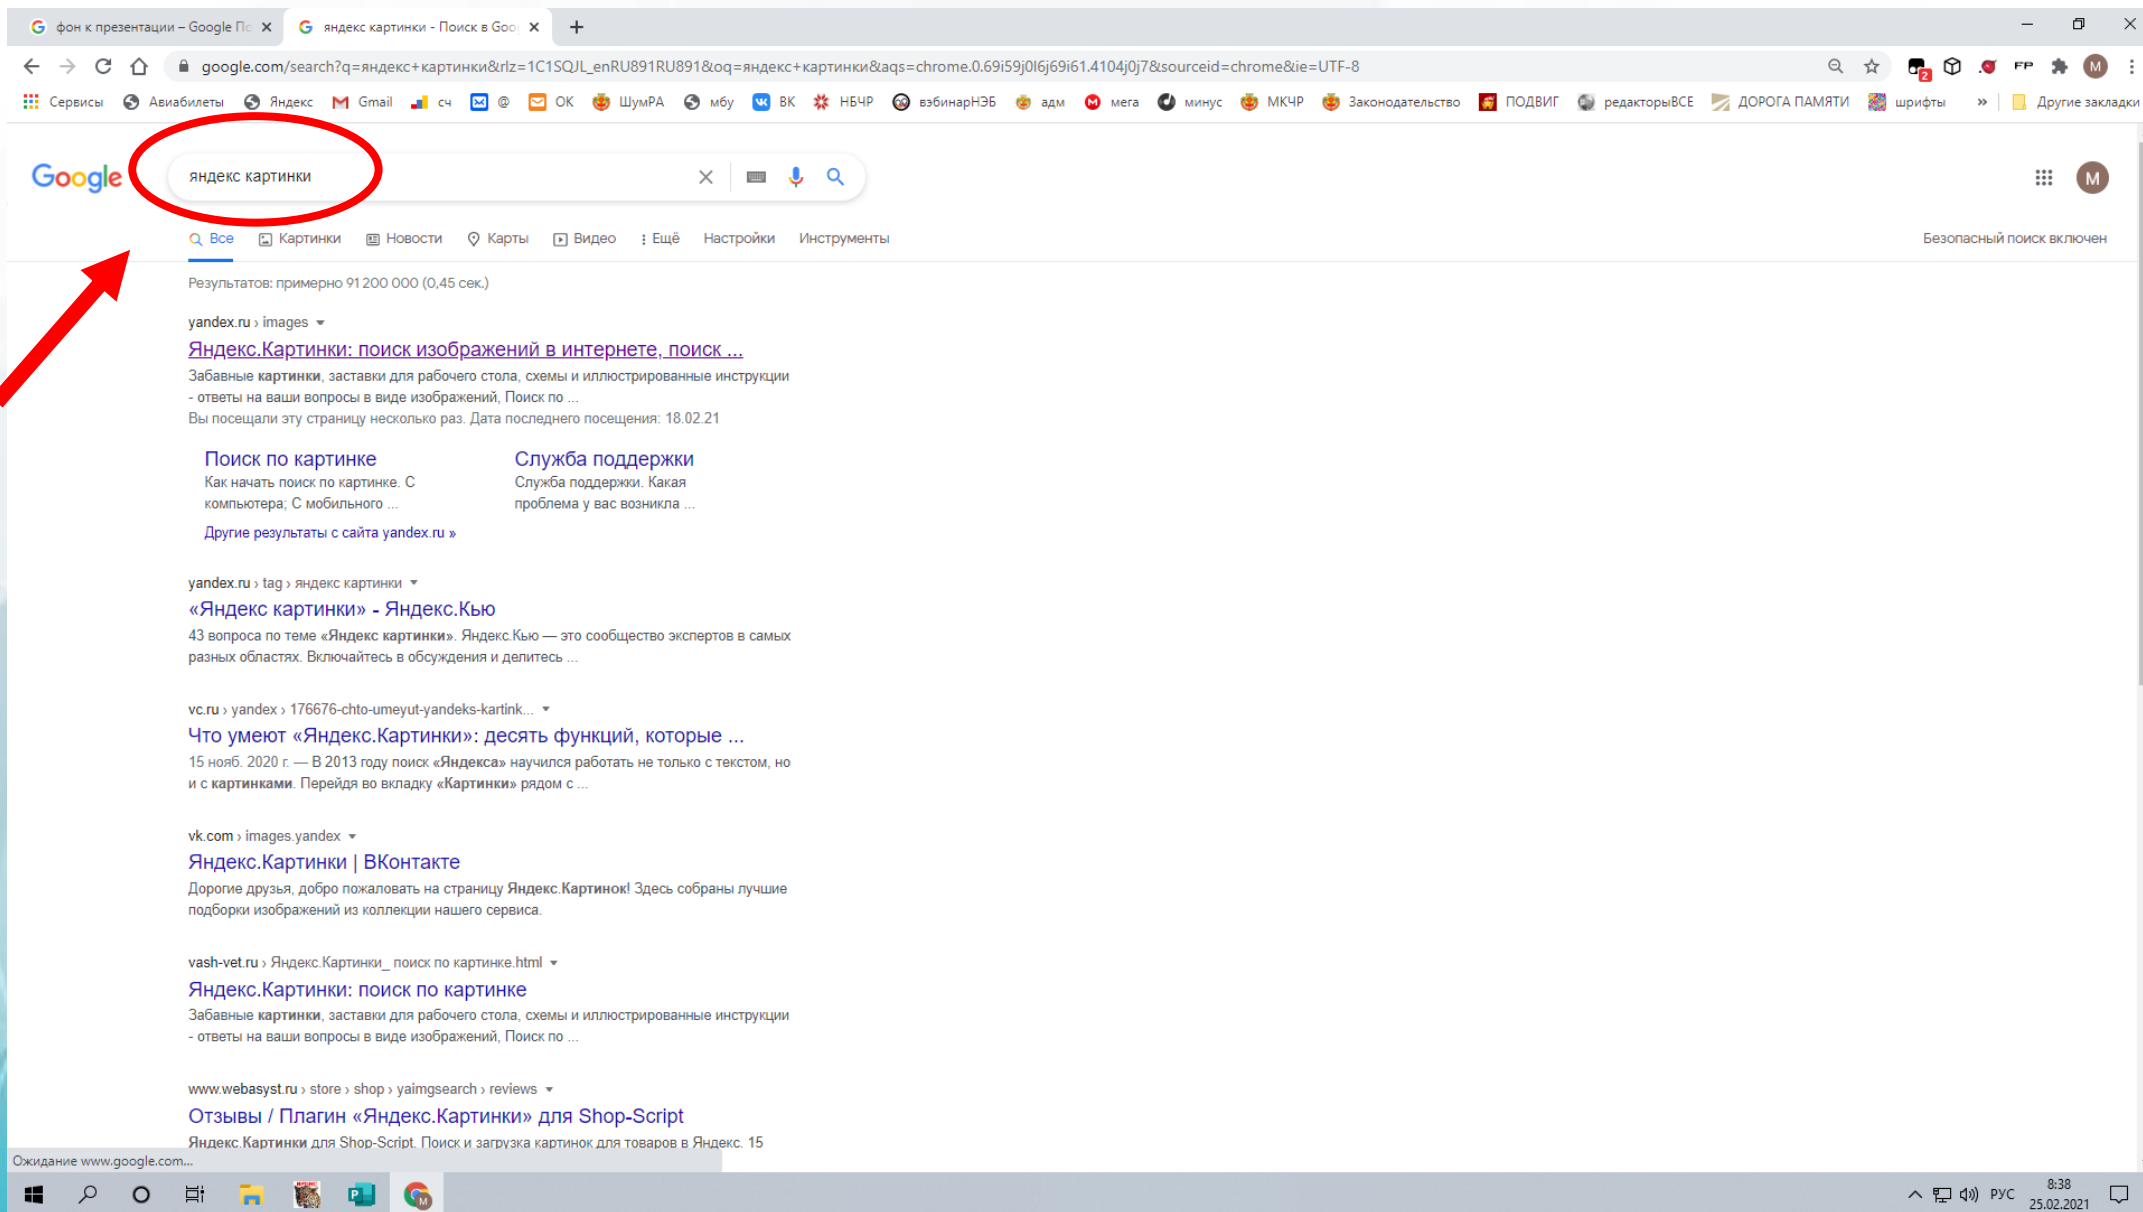 фон к презентации – Google По
яндекс картинки - Поиск в Goo
google.com/search?q=яндекс+картинки&rlz=1C1SQJL_enRU891RU891&oq=яндекс+картинки&aqs=chrome.0.69i59j0l6j69i61.4104j0j7&sourceid=chrome&ie=UTF-8
2 FP M
Сервисы Авиабилеты Яндекс Gmail сч @ ОК ШумРА мбу ВК НБЧР вэбинарНЭБ адм мега минус МКЧР Законодательство ПОДВИГ редакторыВСЕ ДОРОГА ПАМЯТИ шрифты » Другие закладки
Google яндекс картинки M
Все Картинки Новости Карты Видео Ещё Настройки Инструменты Безопасный поиск включен
Результатов: примерно 91 200 000 (0,45 сек.)
yandex.ru › images
Яндекс.Картинки: поиск изображений в интернете, поиск ...
Забавные картинки, заставки для рабочего стола, схемы и иллюстрированные инструкции
- ответы на ваши вопросы в виде изображений, Поиск по ...
Вы посещали эту страницу несколько раз. Дата последнего посещения: 18.02.21
Поиск по картинке
Как начать поиск по картинке. С
компьютера; С мобильного ...
Служба поддержки
Служба поддержки. Какая
проблема у вас возникла ...
Другие результаты с сайта yandex.ru »
yandex.ru › tag › яндекс картинки
«Яндекс картинки» - Яндекс.Кью
43 вопроса по теме «Яндекс картинки». Яндекс.Кью — это сообщество экспертов в самых
разных областях. Включайтесь в обсуждения и делитесь ...
vc.ru › yandex › 176676-chto-umeyut-yandeks-kartink...
Что умеют «Яндекс.Картинки»: десять функций, которые ...
15 нояб. 2020 г. — В 2013 году поиск «Яндекса» научился работать не только с текстом, но
и с картинками. Перейдя во вкладку «Картинки» рядом с ...
vk.com › images.yandex
Яндекс.Картинки | ВКонтакте
Дорогие друзья, добро пожаловать на страницу Яндекс.Картинок! Здесь собраны лучшие
подборки изображений из коллекции нашего сервиса.
vash-vet.ru › Яндекс.Картинки_ поиск по картинке.html
Яндекс.Картинки: поиск по картинке
Забавные картинки, заставки для рабочего стола, схемы и иллюстрированные инструкции
- ответы на ваши вопросы в виде изображений, Поиск по ...
www.webasyst.ru › store › shop › yaimgsearch › reviews
Отзывы / Плагин «Яндекс.Картинки» для Shop-Script
Яндекс.Картинки для Shop-Script. Поиск и загрузка картинок для товаров в Яндекс. 15
Ожидание www.google.com...
РУС
8:38
25.02.2021